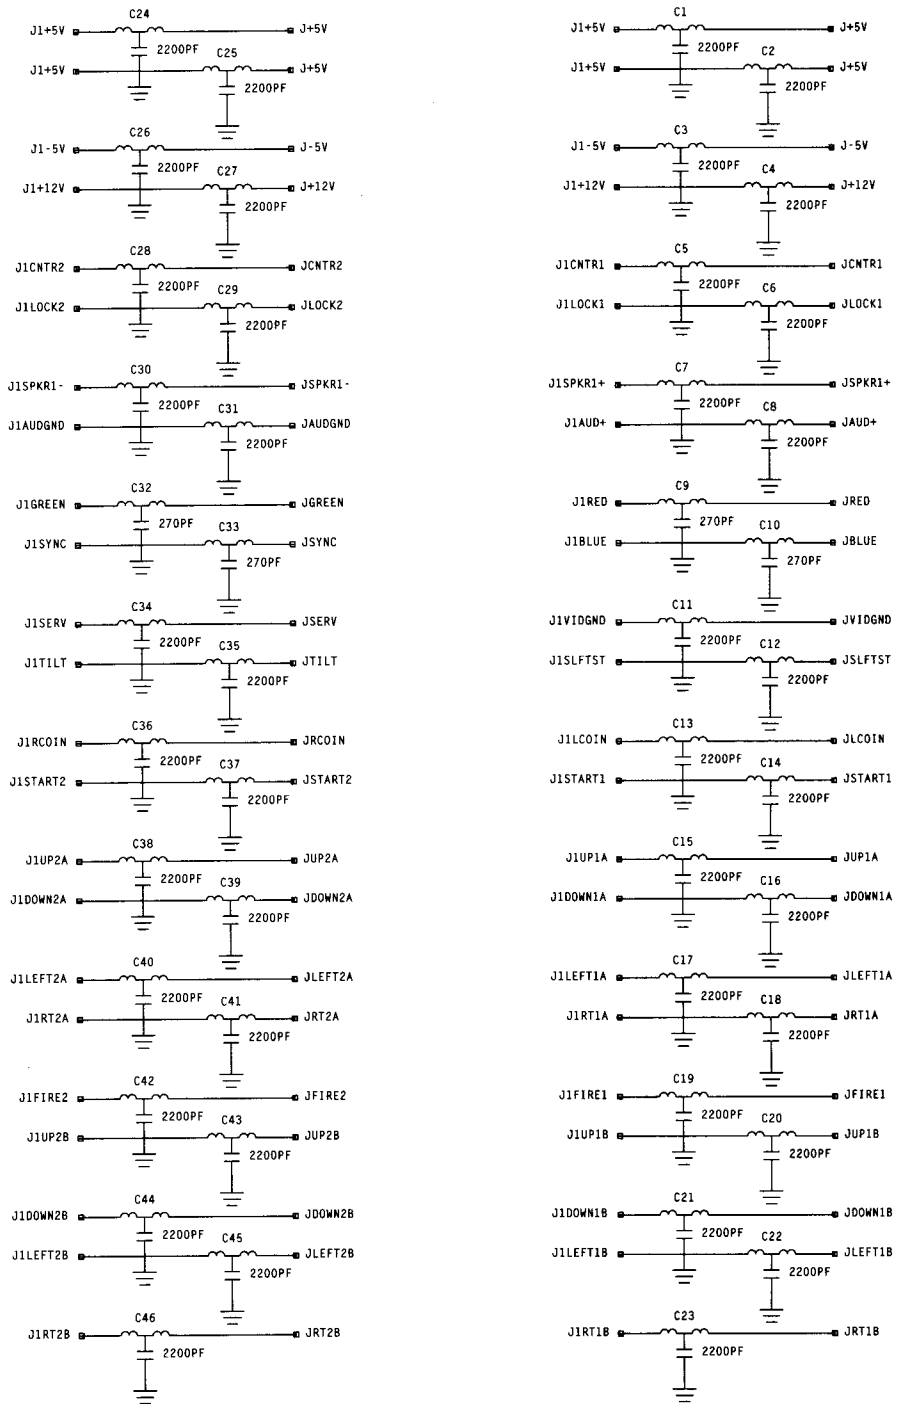 C24
J1+5V J+5V
2200PF
C25
J1+5V J+5V
2200PF
C26
J1-5V J-5V
2200PF
C27
J1+12V J+12V
2200PF
C28
J1CNTR2 JCNTR2
2200PF
C29
J1LOCK2 JLOCK2
2200PF
C30
J1SPKR1- JSPKR1-
2200PF
C31
J1AUDGND JAUDGND
2200PF
C32
J1GREEN JGREEN
270PF
C33
J1SYNC JSYNC
270PF
C34
J1SERV JSERV
2200PF
C35
J1TILT JTILT
2200PF
C36
J1RCOIN JRCOIN
2200PF
C37
J1START2 JSTART2
2200PF
C38
J1UP2A JUP2A
2200PF
C39
J1DOWN2A JDOWN2A
2200PF
C40
J1LEFT2A JLEFT2A
2200PF
C41
J1RT2A JRT2A
2200PF
C42
J1FIRE2 JFIRE2
2200PF
C43
J1UP2B JUP2B
2200PF
C44
J1DOWN2B JDOWN2B
2200PF
C45
J1LEFT2B JLEFT2B
2200PF
C46
J1RT2B JRT2B
2200PF
C1
J1+5V J+5V
2200PF
C2
J1+5V J+5V
2200PF
C3
J1-5V J-5V
2200PF
C4
J1+12V J+12V
2200PF
C5
J1CNTR1 JCNTR1
2200PF
C6
J1LOCK1 JLOCK1
2200PF
C7
J1SPKR1+ JSPKR1+
2200PF
C8
J1AUD+ JAUD+
2200PF
C9
J1RED JRED
270PF
C10
J1BLUE JBLUE
270PF
C11
J1VIDGND JVIDGND
2200PF
C12
J1SLFTST JSLFTST
2200PF
C13
J1LCOIN JLCOIN
2200PF
C14
J1START1 JSTART1
2200PF
C15
J1UP1A JUP1A
2200PF
C16
J1DOWN1A JDOWN1A
2200PF
C17
J1LEFT1A JLEFT1A
2200PF
C18
J1RT1A JRT1A
2200PF
C19
J1FIRE1 JFIRE1
2200PF
C20
J1UP1B JUP1B
2200PF
C21
J1DOWN1B JDOWN1B
2200PF
C22
J1LEFT1B JLEFT1B
2200PF
C23
J1RT1B JRT1B
2200PF